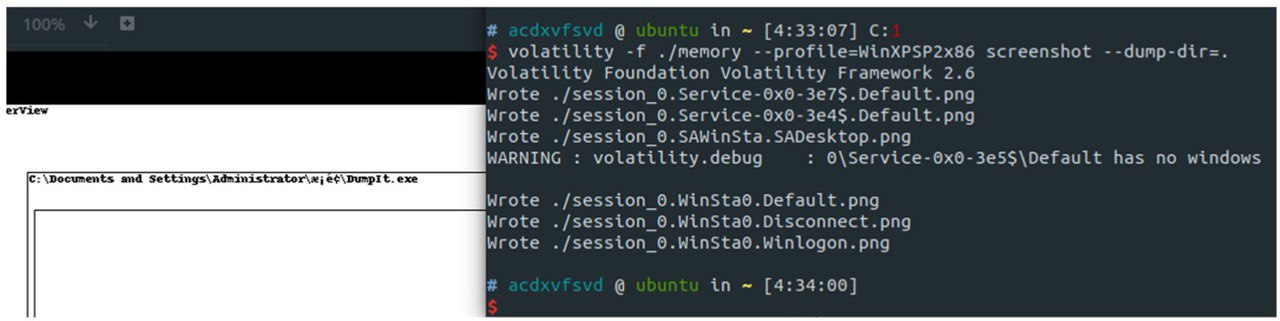 100%
erView
C:\Documents and Settings\Administrator\æ¡é¢\DumpIt.exe
# acdxvfsvd @ ubuntu in ~ [4:33:07] C:1
$ volatility -f ./memory --profile=WinXPSP2x86 screenshot --dump-dir=.
Volatility Foundation Volatility Framework 2.6
Wrote ./session_0.Service-0x0-3e7$.Default.png
Wrote ./session_0.Service-0x0-3e4$.Default.png
Wrote ./session_0.SAWinSta.SADesktop.png
WARNING : volatility.debug    : 0\Service-0x0-3e5$\Default has no windows
Wrote ./session_0.WinSta0.Default.png
Wrote ./session_0.WinSta0.Disconnect.png
Wrote ./session_0.WinSta0.Winlogon.png
# acdxvfsvd @ ubuntu in ~ [4:34:00]
$